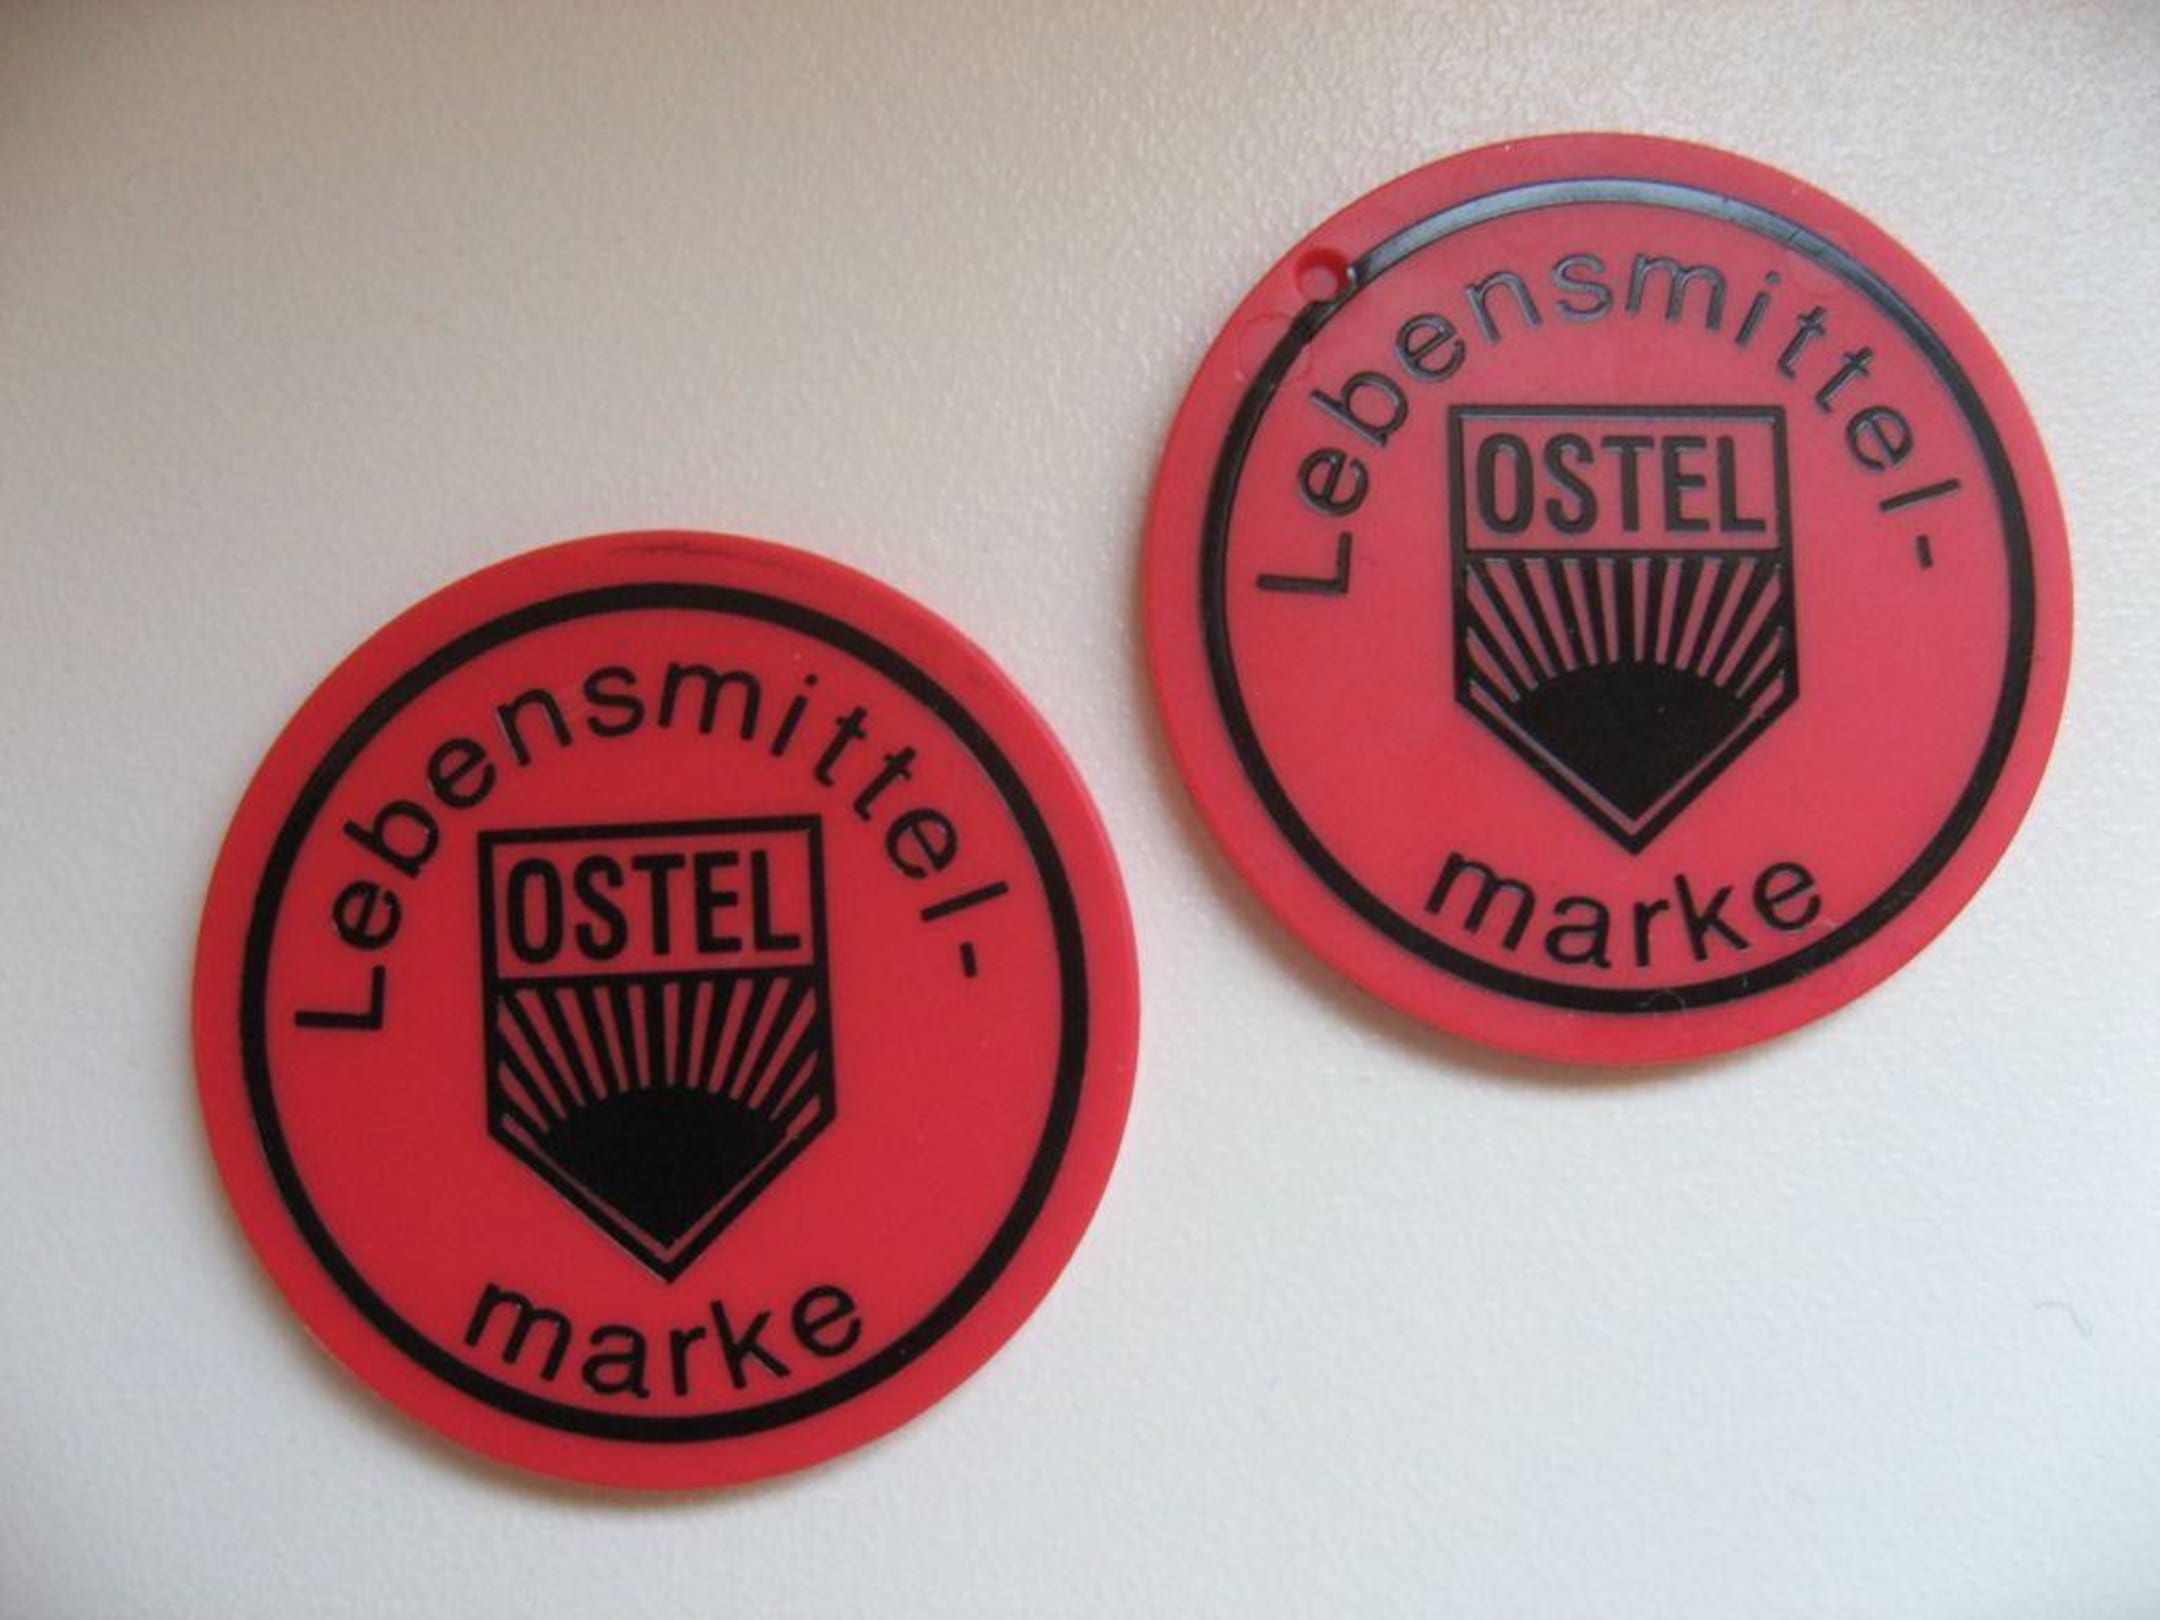 Lebensmittel-
OSTEL
marke
Lebensmittel-
OSTEL
marke